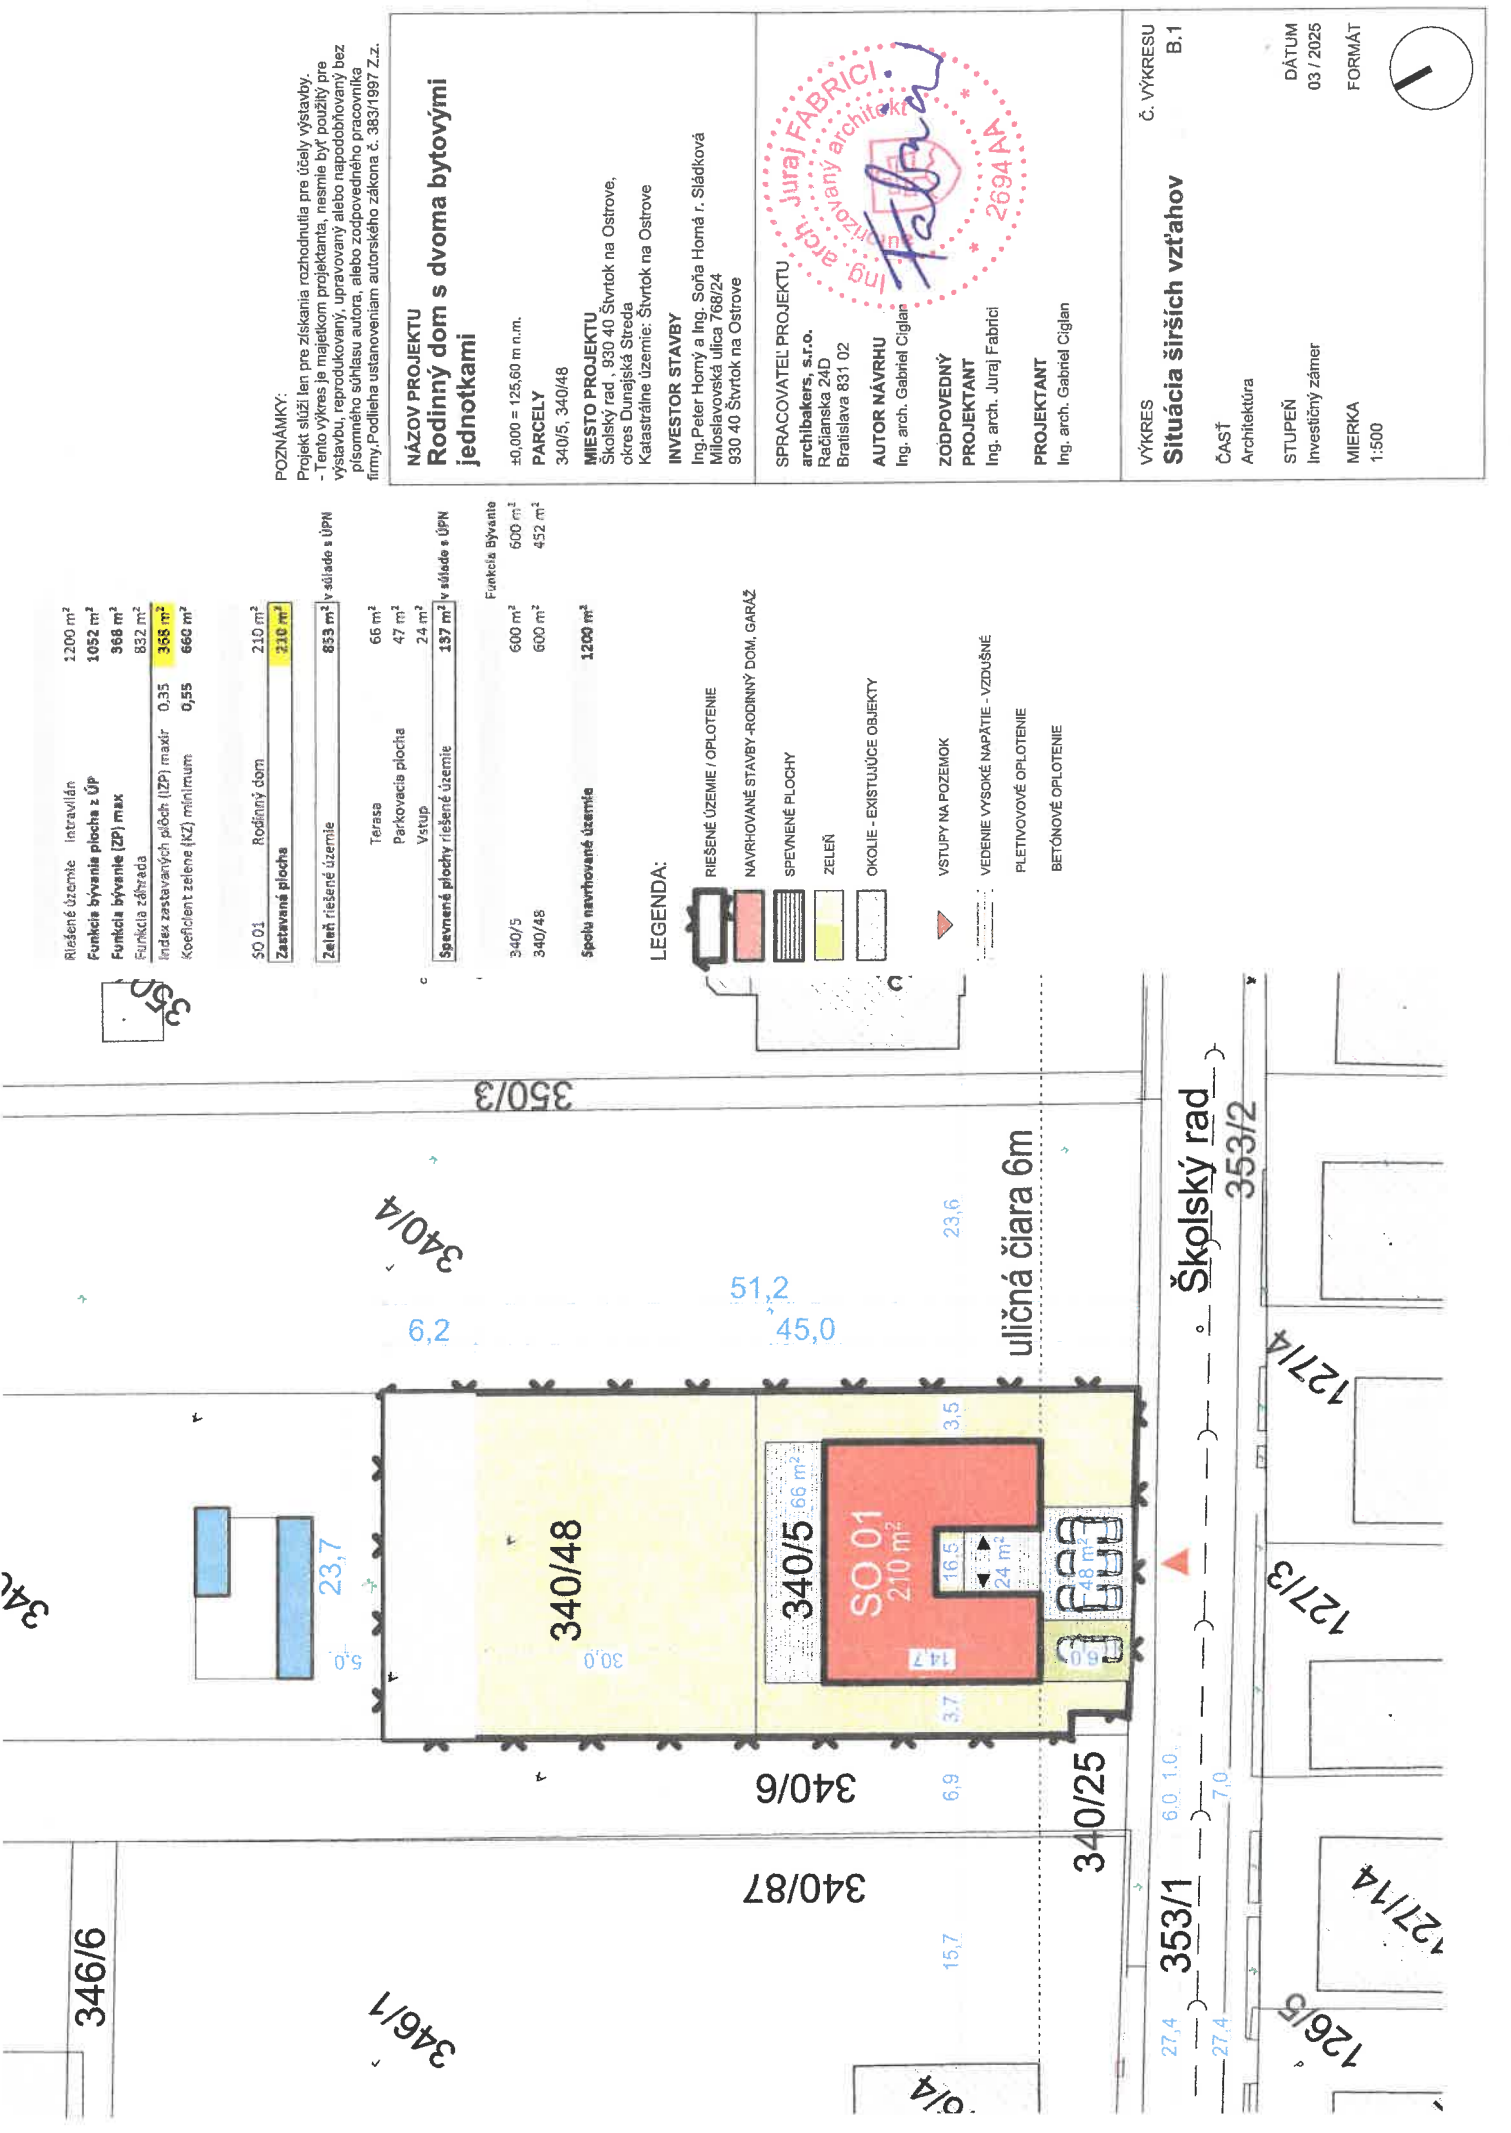 POZNÁMKY:
Projekt slúži len pre získania rozhodnutia pre účely výstavby.
- Tento výkres je majetkom projektanta, nesmie byť použitý pre
výstavbu, reprodukovaný, upravovaný alebo napodobňovaný bez
písomného súhlasu autora, alebo zodpovedného pracovníka
firmy.Podlieha ustanoveniam autorského zákona č. 383/1997 Z.z.
NÁZOV PROJEKTU
Rodinný dom s dvoma bytovými
jednotkami
±0,000 = 125,60 m n.m.
PARCELY
340/5, 340/48
MIESTO PROJEKTU
Školský rad , 930 40 Štvrtok na Ostrove,
okres Dunajská Streda
Katastrálne územie: Štvrtok na Ostrove
INVESTOR STAVBY
Ing.Peter Horný a Ing. Soňa Horná r. Sládková
Miloslavovská ulica 768/24
930 40 Štvrtok na Ostrove
SPRACOVATEĽ PROJEKTU
archibakers, s.r.o.
Račianska 24D
Bratislava 831 02
AUTOR NÁVRHU
Ing. arch. Gabriel Ciglan
ZODPOVEDNÝ
PROJEKTANT
Ing. arch. Juraj Fabrici
PROJEKTANT
Ing. arch. Gabriel Ciglan
Ing. arch. Juraj FABRICI
autorizovaný architekt
* 2694 AA *
VÝKRES
Situácia širších vzťahov
Č. VÝKRESU
B.1
ČASŤ
Architektúra
STUPEŇ
Investičný zámer
DÁTUM
03 / 2025
MIERKA
1:500
FORMÁT
Riešené územie intravilán 1200 m²
Funkcia bývania plocha z ÚP 1052 m²
Funkcia bývanie (ZP) max 368 m²
Funkcia záhrada 832 m²
Index zastavaných plôch (IZP) maxir 0,35 368 m²
Koeficient zelene (KZ) minimum 0,55 660 m²
SO 01 Rodinný dom 210 m²
Zastavaná plocha 210 m²
Zeleň riešené územie 853 m² v súlade s ÚPN
Terasa 66 m²
Parkovacia plocha 47 m²
Vstup 24 m²
Spevnené plochy riešené územie 137 m² v súlade s ÚPN
Funkcia Bývanie
340/5 600 m² 600 m²
340/48 600 m² 452 m²
Spolu navrhované územie 1200 m²
LEGENDA:
RIEŠENÉ ÚZEMIE / OPLOTENIE
NAVRHOVANÉ STAVBY -RODINNÝ DOM, GARÁŽ
SPEVNENÉ PLOCHY
ZELEŇ
OKOLIE - EXISTUJÚCE OBJEKTY
VSTUPY NA POZEMOK
VEDENIE VYSOKÉ NAPÄTIE - VZDUŠNÉ
PLETIVOVÉ OPLOTENIE
BETÓNOVÉ OPLOTENIE
350/3
340/4
6,2
51,2
45,0
23,6
uličná čiara 6m
Školský rad
353/2
23,7
5,0
340/48
30,0
340/5
66 m²
SO 01
210 m²
16,5
24 m²
48 m²
14,7
6,0
3,5
3,7
6,9
340/6
340/25
340/87
15,7
346/6
346/1
353/1
6,0 1,0
7,0
27,4
27,4
127/4
127/3
127/14
126/5